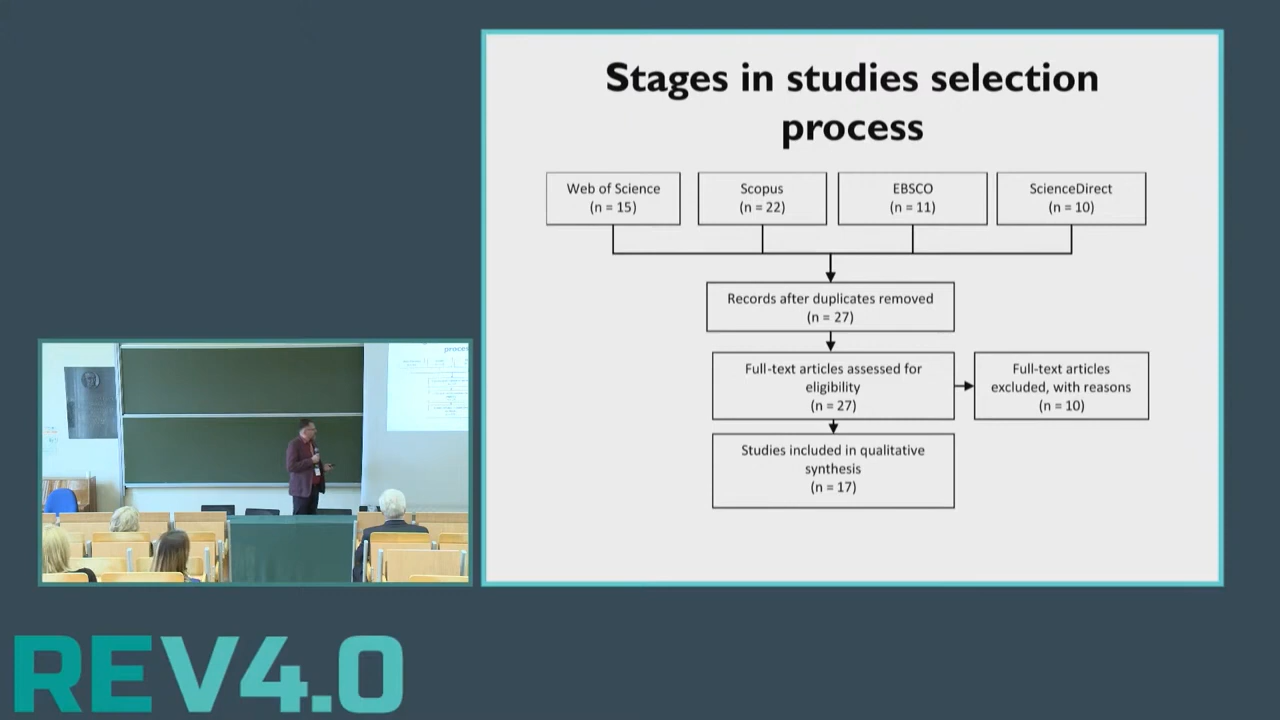 Stages in studies selection
process
Web of Science
(n = 15)
Scopus
(n = 22)
EBSCO
(n = 11)
ScienceDirect
(n = 10)
Records after duplicates removed
(n = 27)
Full-text articles assessed for
eligibility
(n = 27)
Full-text articles
excluded, with reasons
(n = 10)
Studies included in qualitative
synthesis
(n = 17)
process
REV4.0